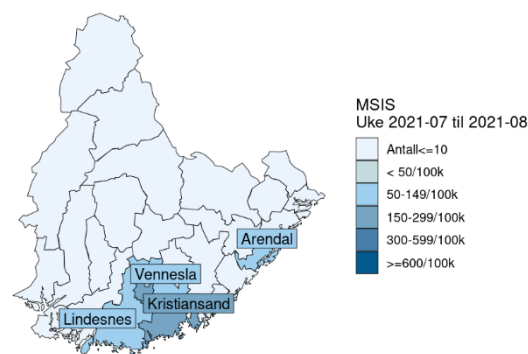 MSIS
Uke 2021-07 til 2021-08
Antall<=10
< 50/100k
50-149/100k
150-299/100k
300-599/100k
>=600/100k
Arendal
Vennesla
Kristiansand
Lindesnes